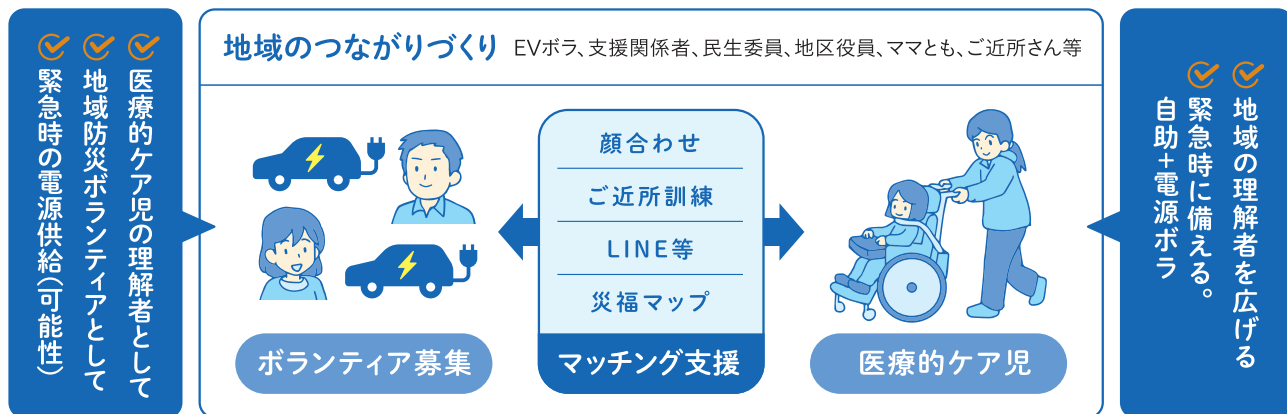 医療的ケア児の理解者として
地域防災ボランティアとして
緊急時の電源供給(可能性)
地域のつながりづくり EVボラ、支援関係者、民生委員、地区役員、ママとも、ご近所さん等
顔合わせ
ご近所訓練
LINE等
災福マップ
マッチング支援
ボランティア募集
医療的ケア児
地域の理解者を広げる
緊急時に備える。
自助+電源ボラ